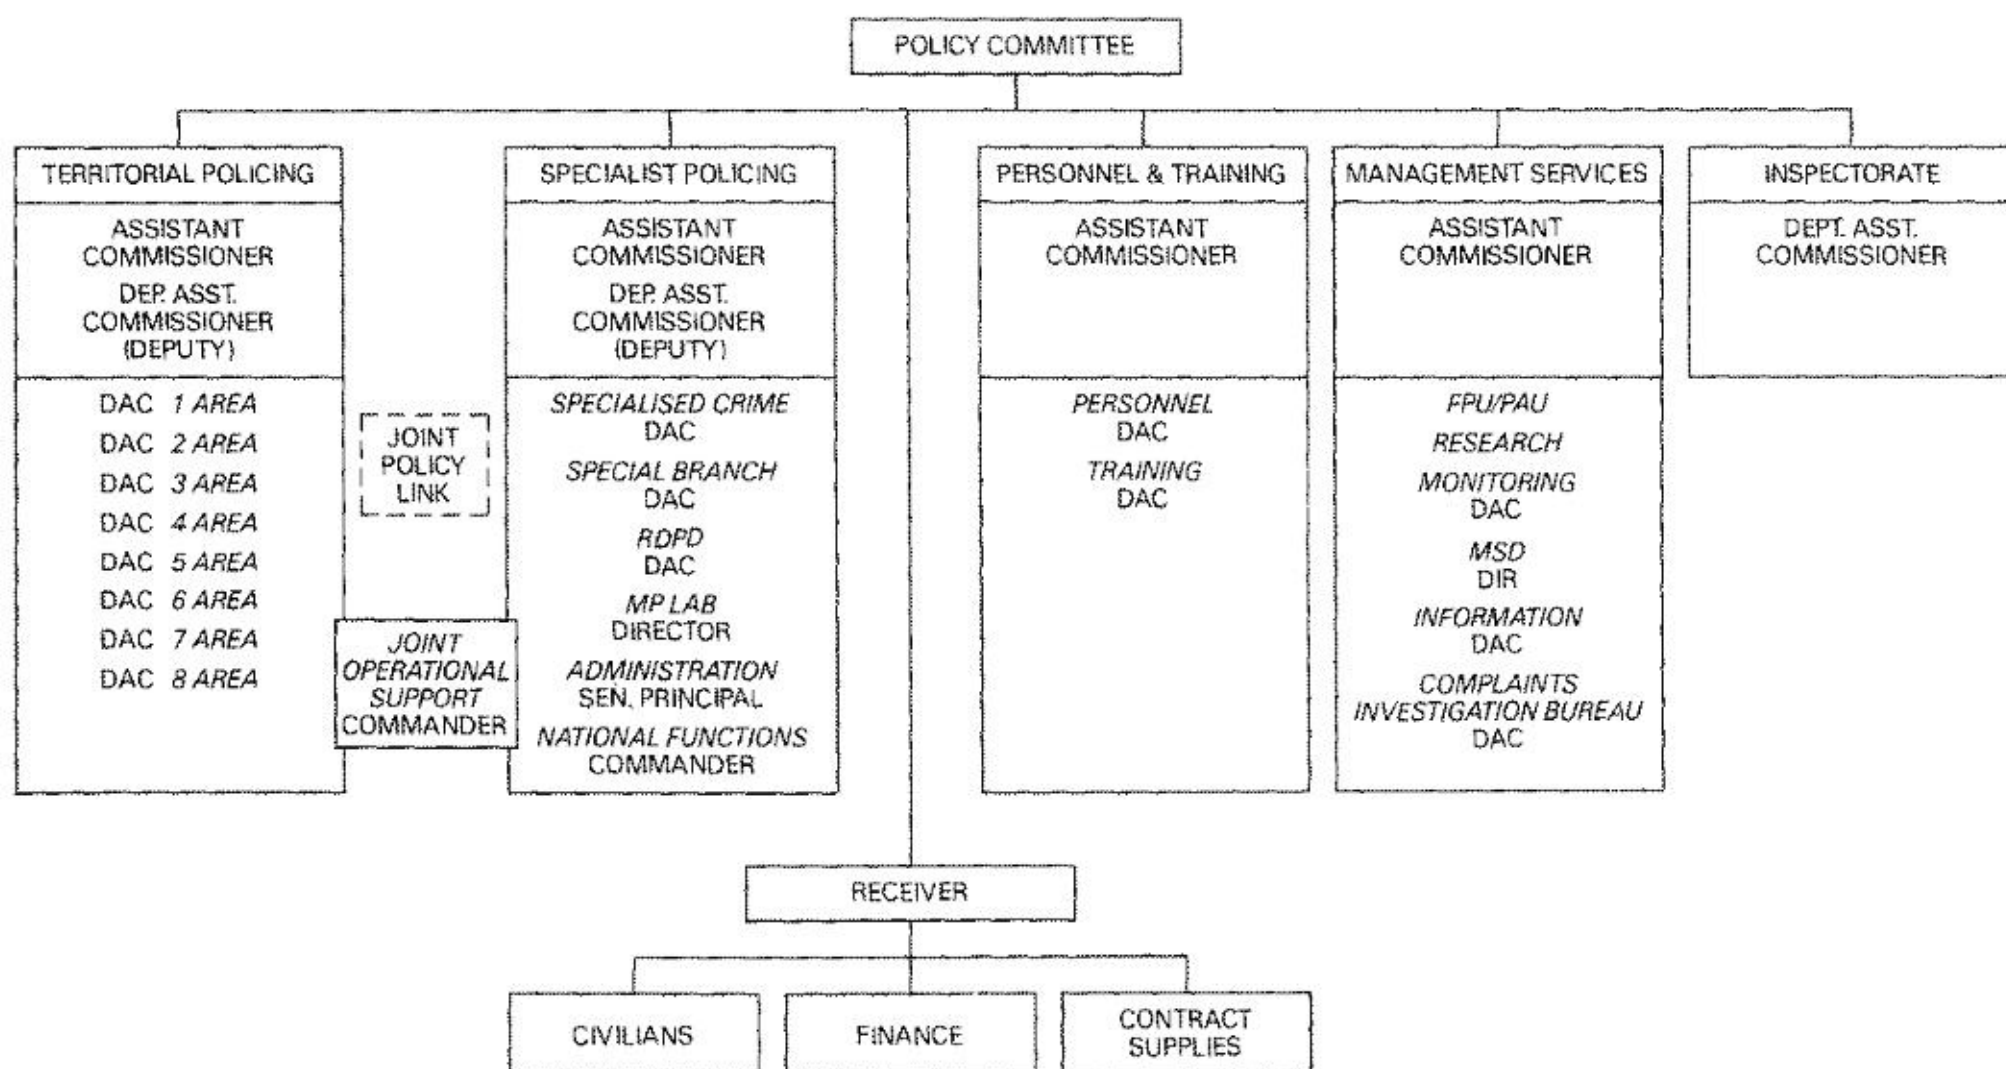 POLICY COMMITTEE
TERRITORIAL POLICING
ASSISTANT
COMMISSIONER
DEP. ASST.
COMMISSIONER
(DEPUTY)
DAC 1 AREA
DAC 2 AREA
DAC 3 AREA
DAC 4 AREA
DAC 5 AREA
DAC 6 AREA
DAC 7 AREA
DAC 8 AREA
JOINT
POLICY
LINK
JOINT
OPERATIONAL
SUPPORT
COMMANDER
SPECIALIST POLICING
ASSISTANT
COMMISSIONER
DEP. ASST.
COMMISSIONER
(DEPUTY)
SPECIALISED CRIME
DAC
SPECIAL BRANCH
DAC
RDPD
DAC
MP LAB
DIRECTOR
ADMINISTRATION
SEN. PRINCIPAL
NATIONAL FUNCTIONS
COMMANDER
PERSONNEL & TRAINING
ASSISTANT
COMMISSIONER
PERSONNEL
DAC
TRAINING
DAC
MANAGEMENT SERVICES
ASSISTANT
COMMISSIONER
FPU/PAU
RESEARCH
MONITORING
DAC
MSD
DIR
INFORMATION
DAC
COMPLAINTS
INVESTIGATION BUREAU
DAC
INSPECTORATE
DEPT. ASST.
COMMISSIONER
RECEIVER
CIVILIANS
FINANCE
CONTRACT
SUPPLIES